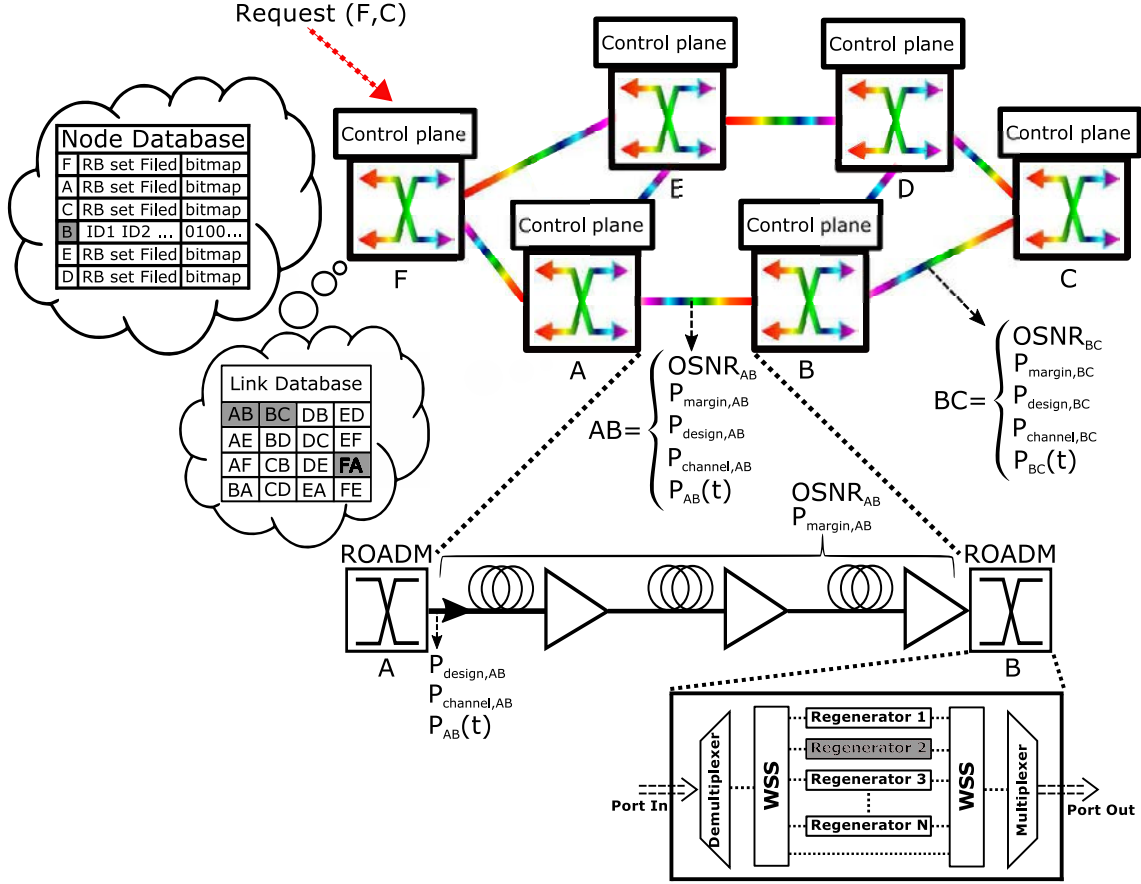 Request (F,C)
Control plane
Control plane
Control plane
Control plane
Control plane
Control plane
E
D
F
C
A
B
Node Database
F RB set Filed bitmap
A RB set Filed bitmap
C RB set Filed bitmap
B ID1 ID2 ... 0100...
E RB set Filed bitmap
D RB set Filed bitmap
Link Database
AB BC DB ED
AE BD DC EF
AF CB DE FA
BA CD EA FE
AB=
OSNR_AB
P_margin,AB
P_design,AB
P_channel,AB
P_AB(t)
BC=
OSNR_BC
P_margin,BC
P_design,BC
P_channel,BC
P_BC(t)
OSNR_AB
P_margin,AB
ROADM
ROADM
A
B
P_design,AB
P_channel,AB
P_AB(t)
Port In
Demultiplexer
WSS
Regenerator 1
Regenerator 2
Regenerator 3
Regenerator N
WSS
Multiplexer
Port Out